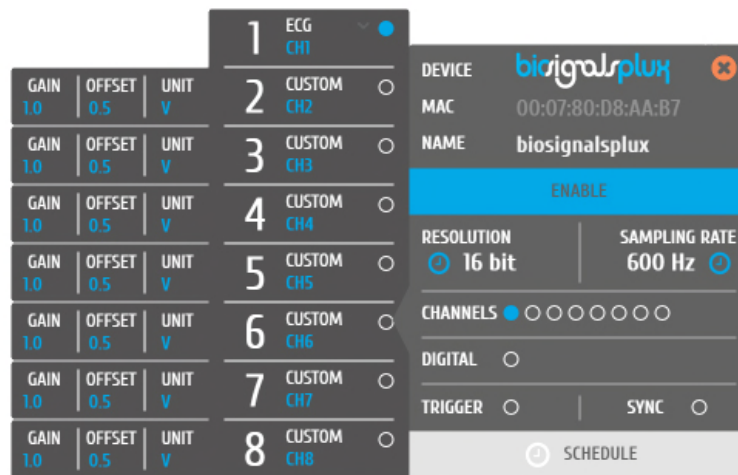 1 ECG
CH1
GAIN OFFSET UNIT
1.0 0.5 V
2 CUSTOM
CH2
GAIN OFFSET UNIT
1.0 0.5 V
3 CUSTOM
CH3
GAIN OFFSET UNIT
1.0 0.5 V
4 CUSTOM
CH4
GAIN OFFSET UNIT
1.0 0.5 V
5 CUSTOM
CH5
GAIN OFFSET UNIT
1.0 0.5 V
6 CUSTOM
CH6
GAIN OFFSET UNIT
1.0 0.5 V
7 CUSTOM
CH7
GAIN OFFSET UNIT
1.0 0.5 V
8 CUSTOM
CH8
DEVICE biosignalsplux
MAC 00:07:80:D8:AA:B7
NAME biosignalsplux
ENABLE
RESOLUTION SAMPLING RATE
16 bit 600 Hz
CHANNELS
DIGITAL
TRIGGER SYNC
SCHEDULE